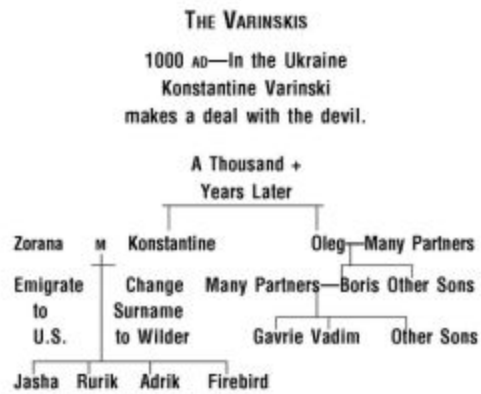 THE VARINSKIS
1000 AD—In the Ukraine
Konstantine Varinski
makes a deal with the devil.
A Thousand +
Years Later
Zorana M Konstantine Oleg Many Partners
Emigrate Change Many Partners Boris Other Sons
to Surname
U.S. to Wilder Gavrie Vadim Other Sons
Jasha Rurik Adrik Firebird